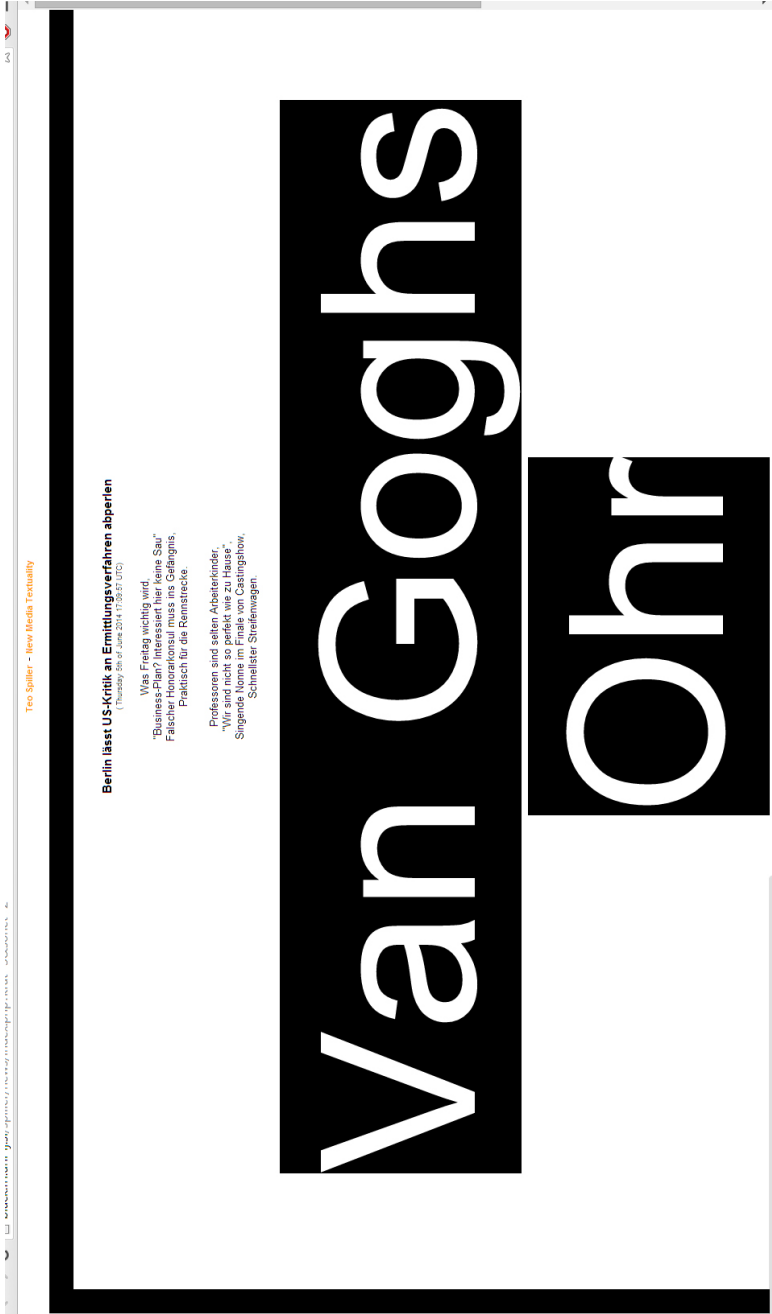 Teo Spiller - New Media Textuality
Berlin lässt US-Kritik an Ermittlungsverfahren abperlen
( Thursday 5th of June 2014 17:09:57 UTC)
Was Freitag wichtig wird,
"Business-Plan? Interessiert hier keine Sau"
Falscher Honorarkonsul muss ins Gefängnis,
Praktisch für die Rennstrecke.
Professoren sind selten Arbeiterkinder,
"Wir sind nicht so perfekt wie zu Hause",
Singende Nonne im Finale von Castingshow,
Schnellster Streifenwagen.
Van Goghs
Ohr